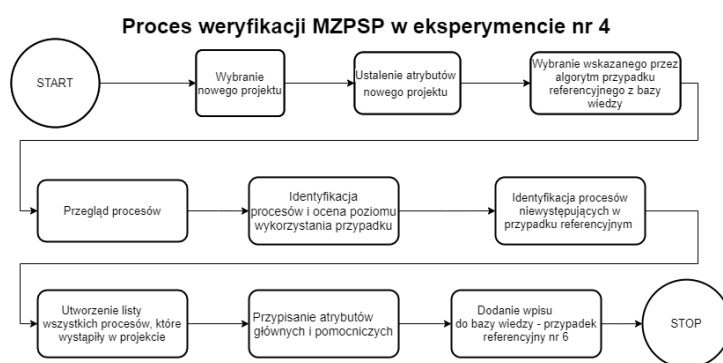 Proces weryfikacji MZPSP w eksperymencie nr 4
START
Wybranie
nowego projektu
Ustalenie atrybutów
nowego projektu
Wybranie wskazanego przez
algorytm przypadku
referencyjnego z bazy
wiedzy
Przegląd procesów
Identyfikacja
procesów i ocena poziomu
wykorzystania przypadku
Identyfikacja procesów
niewystępujących w
przypadku referencyjnym
Utworzenie listy
wszystkich procesów, które
wystąpiły w projekcie
Przypisanie atrybutów
głównych i pomocniczych
Dodanie wpisu
do bazy wiedzy - przypadek
referencyjny nr 6
STOP